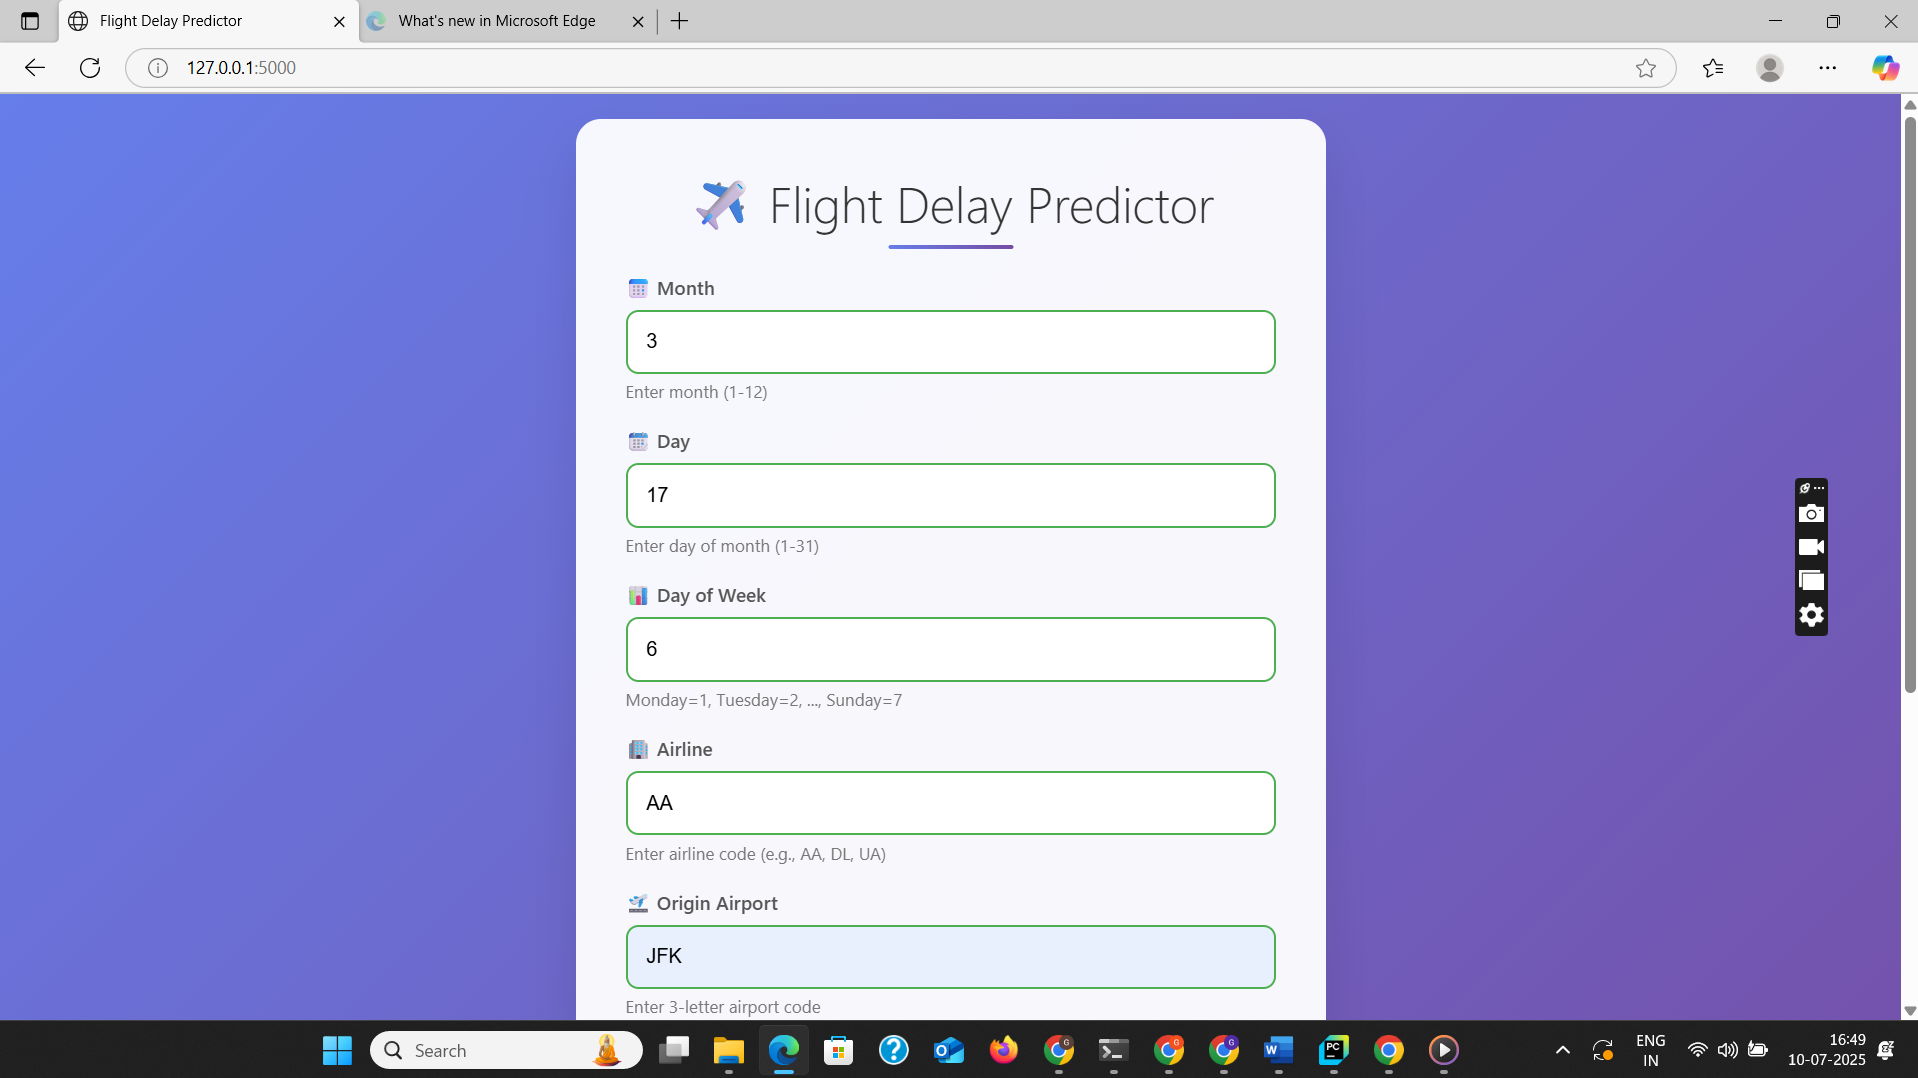 Flight Delay Predictor
What's new in Microsoft Edge
127.0.0.1:5000
Flight Delay Predictor
Month
3
Enter month (1-12)
Day
17
Enter day of month (1-31)
Day of Week
6
Monday=1, Tuesday=2, ..., Sunday=7
Airline
AA
Enter airline code (e.g., AA, DL, UA)
Origin Airport
JFK
Enter 3-letter airport code
Search
ENG
IN
16:49
10-07-2025